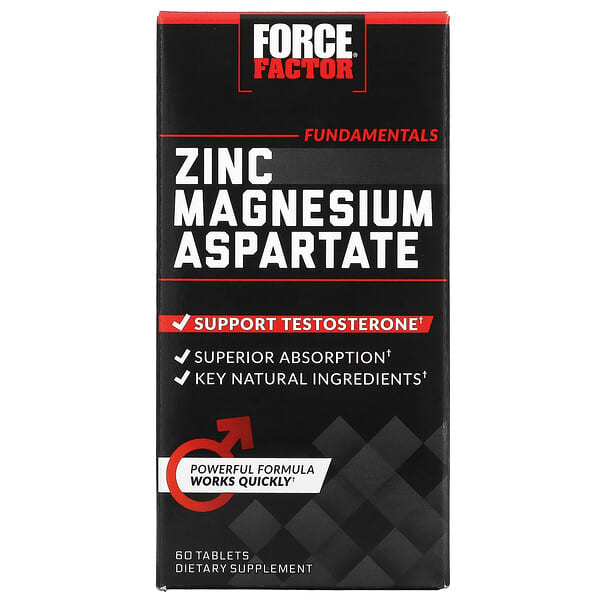 FORCE
FACTOR®
FUNDAMENTALS
ZINC
MAGNESIUM
ASPARTATE
✓ SUPPORT TESTOSTERONE†
✓ SUPERIOR ABSORPTION†
✓ KEY NATURAL INGREDIENTS†
POWERFUL FORMULA
WORKS QUICKLY†
60 TABLETS
DIETARY SUPPLEMENT